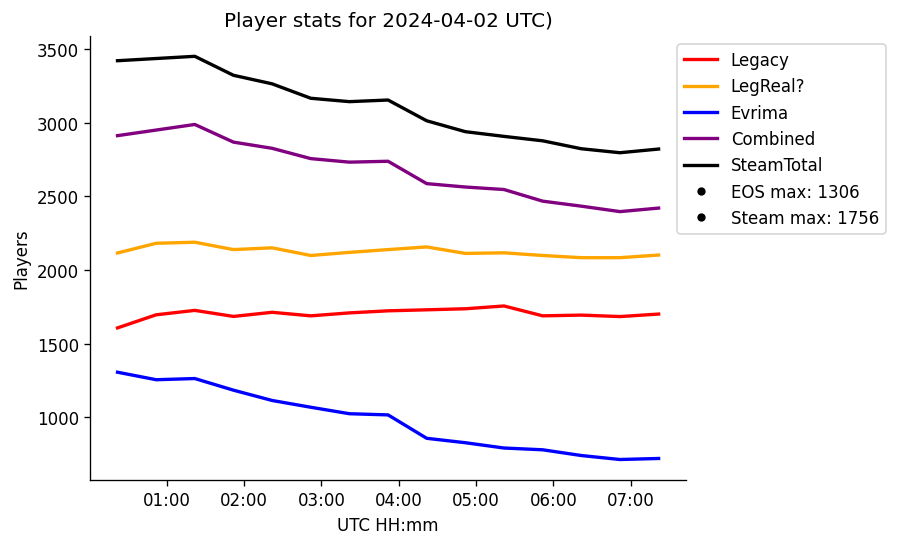 Player stats for 2024-04-02 UTC)
3500
3000
2500
2000
1500
1000
Players
01:00 02:00 03:00 04:00 05:00 06:00 07:00
UTC HH:mm
Legacy
LegReal?
Evrima
Combined
SteamTotal
EOS max: 1306
Steam max: 1756